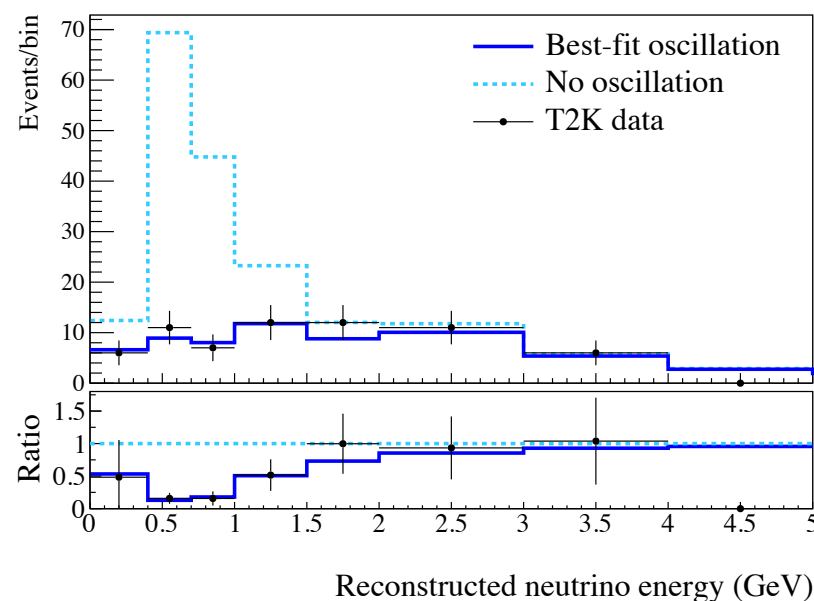 Events/bin
70
60
50
40
30
20
10
0
Best-fit oscillation
No oscillation
T2K data
Ratio
1.5
1
0.5
0
0 0.5 1 1.5 2 2.5 3 3.5 4 4.5 5
Reconstructed neutrino energy (GeV)